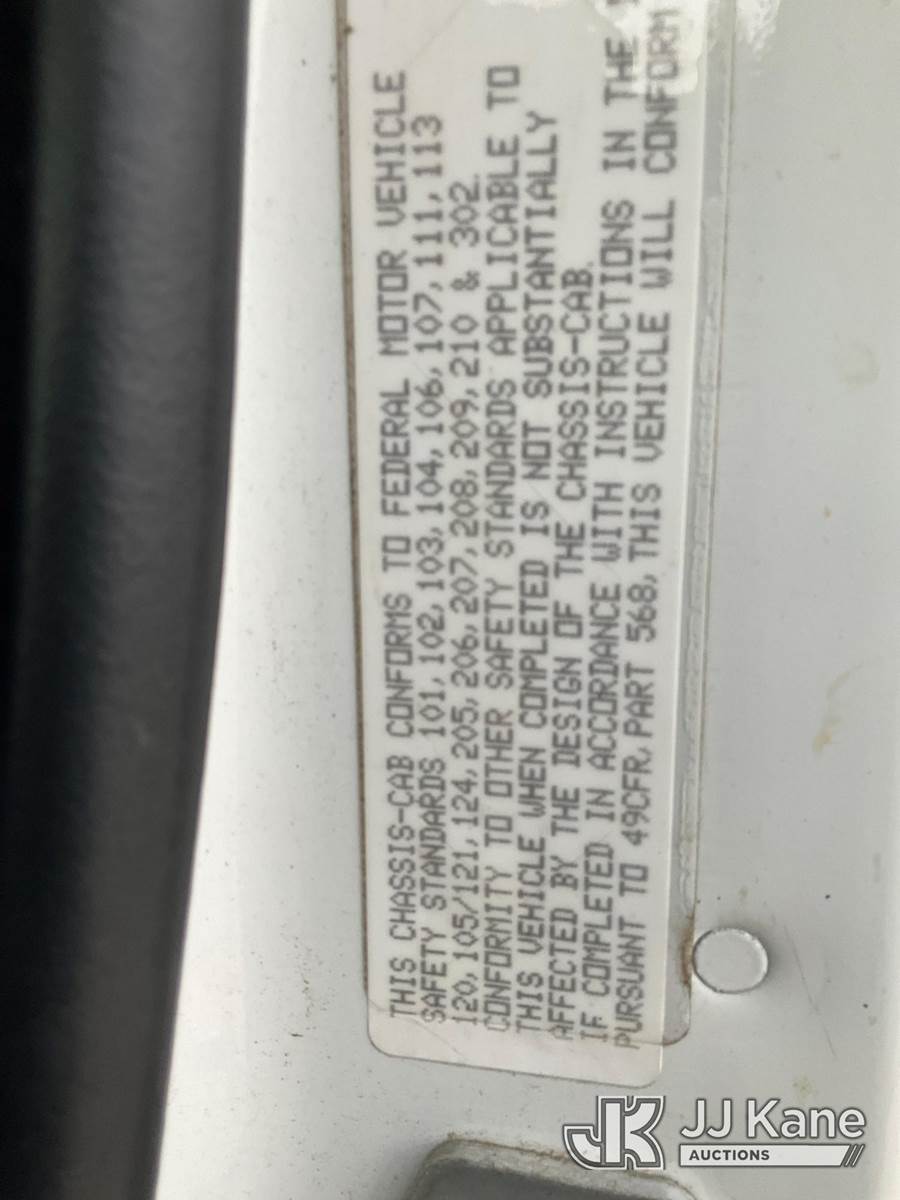 THIS CHASSIS-CAB CONFORMS TO FEDERAL MOTOR VEHICLE
SAFETY STANDARDS 101, 102, 103, 104, 106, 107, 111, 113
120, 105/121, 124, 205, 206, 207, 208, 209, 210 & 302.
CONFORMITY TO OTHER SAFETY STANDARDS APPLICABLE TO
THIS VEHICLE WHEN COMPLETED IS NOT SUBSTANTIALLY
AFFECTED BY THE DESIGN OF THE CHASSIS-CAB.
IF COMPLETED IN ACCORDANCE WITH INSTRUCTIONS IN THE
PURSUANT TO 49CFR, PART 568, THIS VEHICLE WILL CONFORM
JK JJ Kane
AUCTIONS